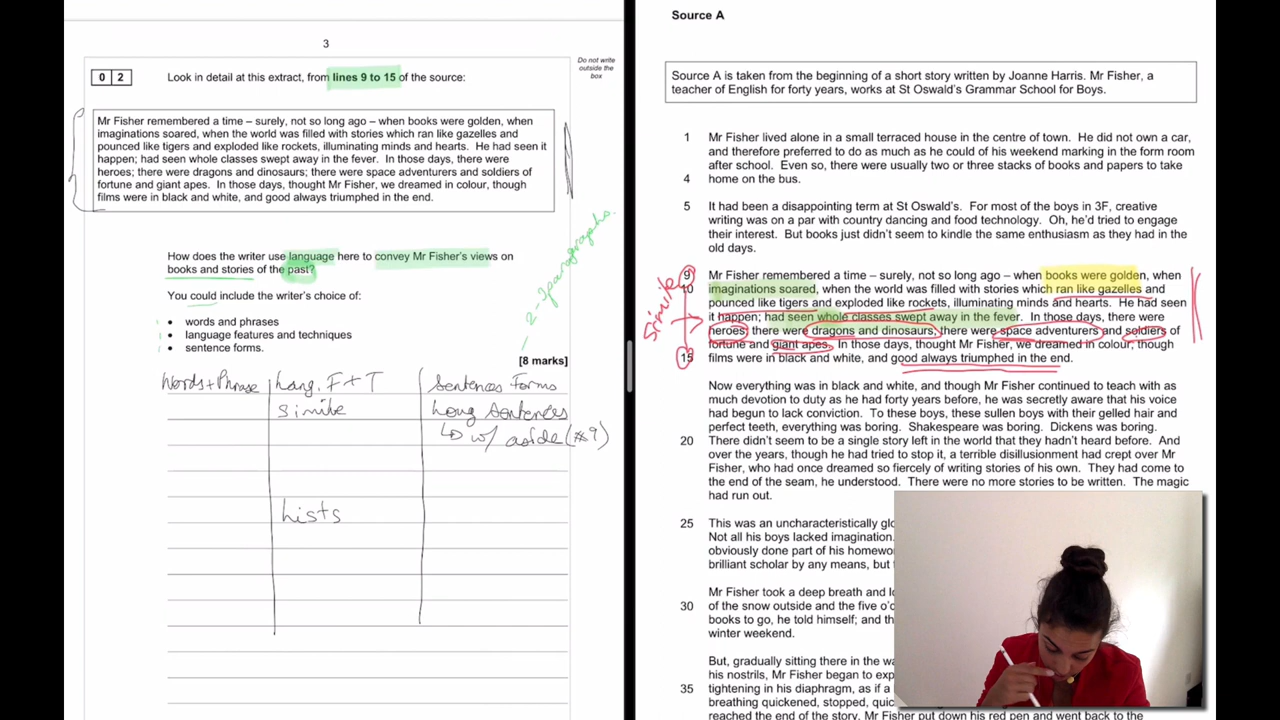 3
Do not write
outside the
box
0 2
Look in detail at this extract, from lines 9 to 15 of the source:
Mr Fisher remembered a time – surely, not so long ago – when books were golden, when
imaginations soared, when the world was filled with stories which ran like gazelles and
pounced like tigers and exploded like rockets, illuminating minds and hearts. He had seen it
happen; had seen whole classes swept away in the fever. In those days, there were
heroes; there were dragons and dinosaurs; there were space adventurers and soldiers of
fortune and giant apes. In those days, thought Mr Fisher, we dreamed in colour, though
films were in black and white, and good always triumphed in the end.
2-3 paragraphs.
How does the writer use language here to convey Mr Fisher's views on
books and stories of the past?
You could include the writer's choice of:
• words and phrases
• language features and techniques
• sentence forms.
[8 marks]
Words + Phrase
Lang. F + T
Sentences Forms
Simile
Long Sentences
↳ w/ aside (#9)
Lists
Source A
Source A is taken from the beginning of a short story written by Joanne Harris. Mr Fisher, a
teacher of English for forty years, works at St Oswald's Grammar School for Boys.
1 Mr Fisher lived alone in a small terraced house in the centre of town. He did not own a car,
and therefore preferred to do as much as he could of his weekend marking in the form room
after school. Even so, there were usually two or three stacks of books and papers to take
4 home on the bus.
5 It had been a disappointing term at St Oswald's. For most of the boys in 3F, creative
writing was on a par with country dancing and food technology. Oh, he'd tried to engage
their interest. But books just didn't seem to kindle the same enthusiasm as they had in the
old days.
Simile
9 Mr Fisher remembered a time – surely, not so long ago – when books were golden, when
10 imaginations soared, when the world was filled with stories which ran like gazelles and
pounced like tigers and exploded like rockets, illuminating minds and hearts. He had seen
it happen; had seen whole classes swept away in the fever. In those days, there were
heroes; there were dragons and dinosaurs; there were space adventurers and soldiers of
fortune and giant apes. In those days, thought Mr Fisher, we dreamed in colour, though
15 films were in black and white, and good always triumphed in the end.
Now everything was in black and white, and though Mr Fisher continued to teach with as
much devotion to duty as he had forty years before, he was secretly aware that his voice
had begun to lack conviction. To these boys, these sullen boys with their gelled hair and
perfect teeth, everything was boring. Shakespeare was boring. Dickens was boring.
20 There didn't seem to be a single story left in the world that they hadn't heard before. And
over the years, though he had tried to stop it, a terrible disillusionment had crept over Mr
Fisher, who had once dreamed so fiercely of writing stories of his own. They had come to
the end of the seam, he understood. There were no more stories to be written. The magic
had run out.
25 This was an uncharacteristically
Not all his boys lacked imagination.
obviously done part of his
brilliant scholar by any means, but
Mr Fisher took a deep breath and
30 of the snow outside and the five
books to go, he told himself; and
winter weekend.
But, gradually sitting there in the
his nostrils, Mr Fisher began to
35 tightening in his diaphragm, as if a
breathing quickened, stopped,
reached the end of the story. Mr Fisher put down his red pen and went back to the